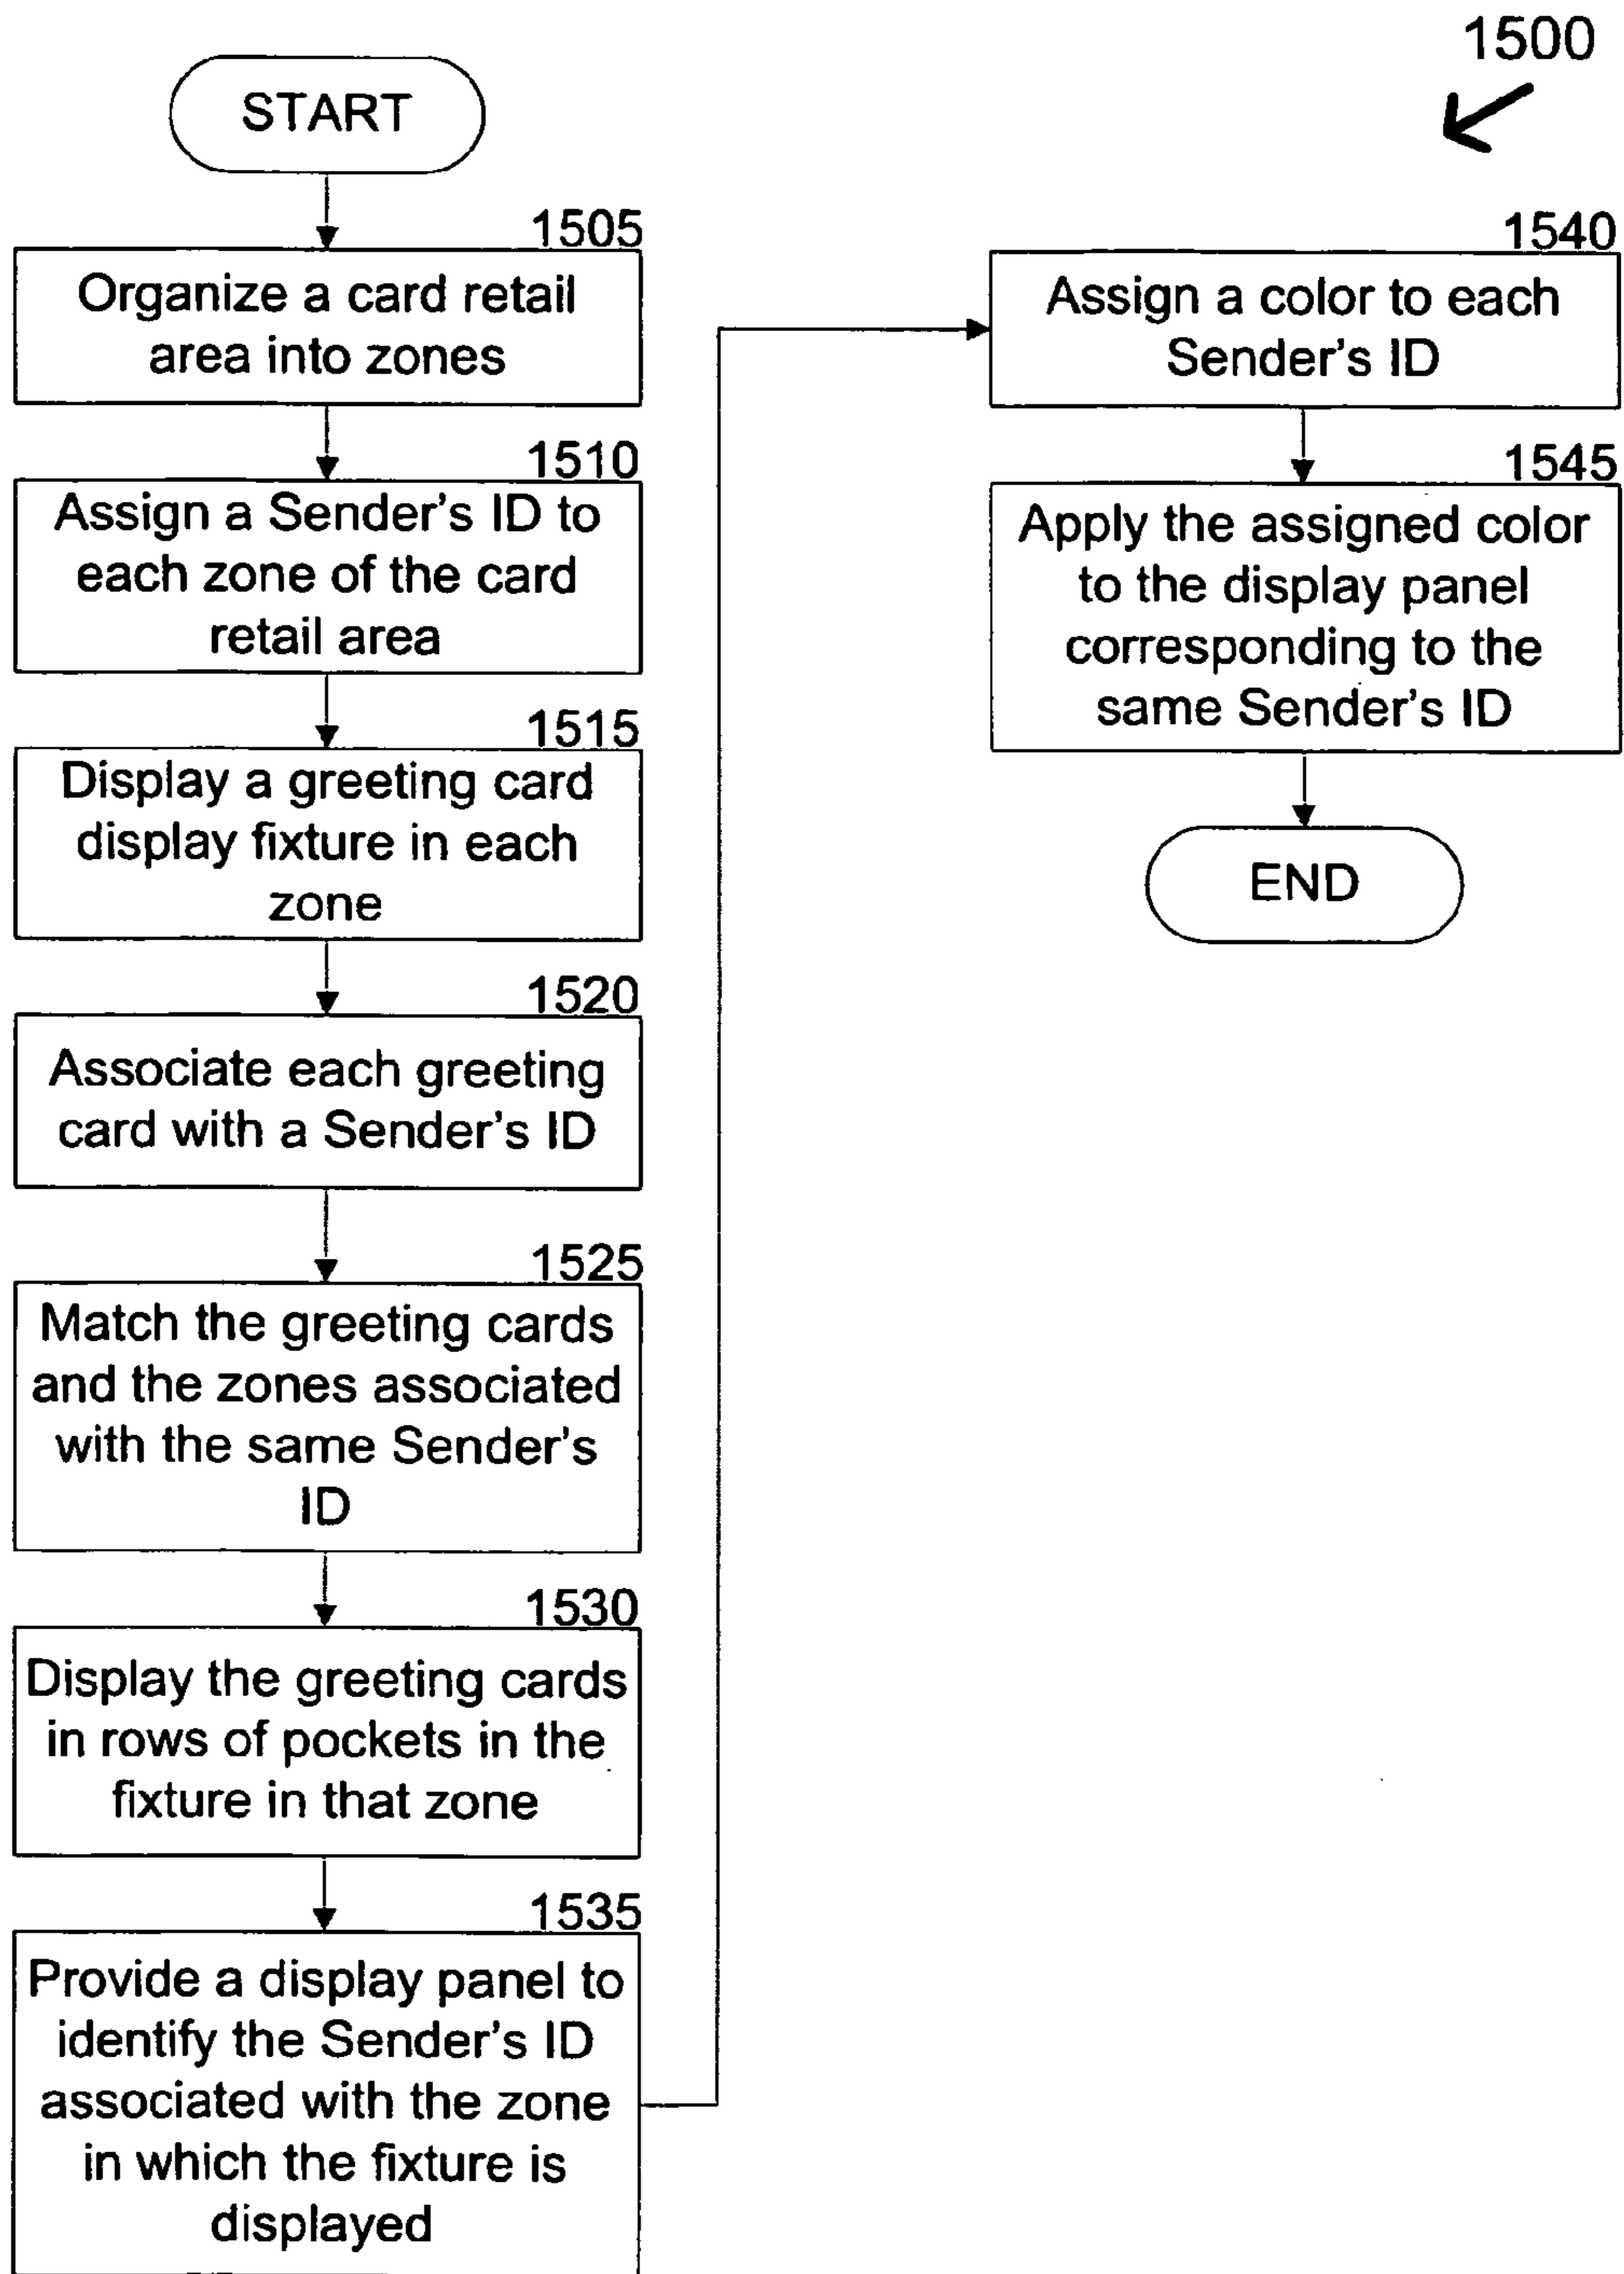 1500
START
1505
Organize a card retail
area into zones
1510
Assign a Sender's ID to
each zone of the card
retail area
1515
Display a greeting card
display fixture in each
zone
1520
Associate each greeting
card with a Sender's ID
1525
Match the greeting cards
and the zones associated
with the same Sender's
ID
1530
Display the greeting cards
in rows of pockets in the
fixture in that zone
1535
Provide a display panel to
identify the Sender's ID
associated with the zone
in which the fixture is
displayed
1540
Assign a color to each
Sender's ID
1545
Apply the assigned color
to the display panel
corresponding to the
same Sender's ID
END